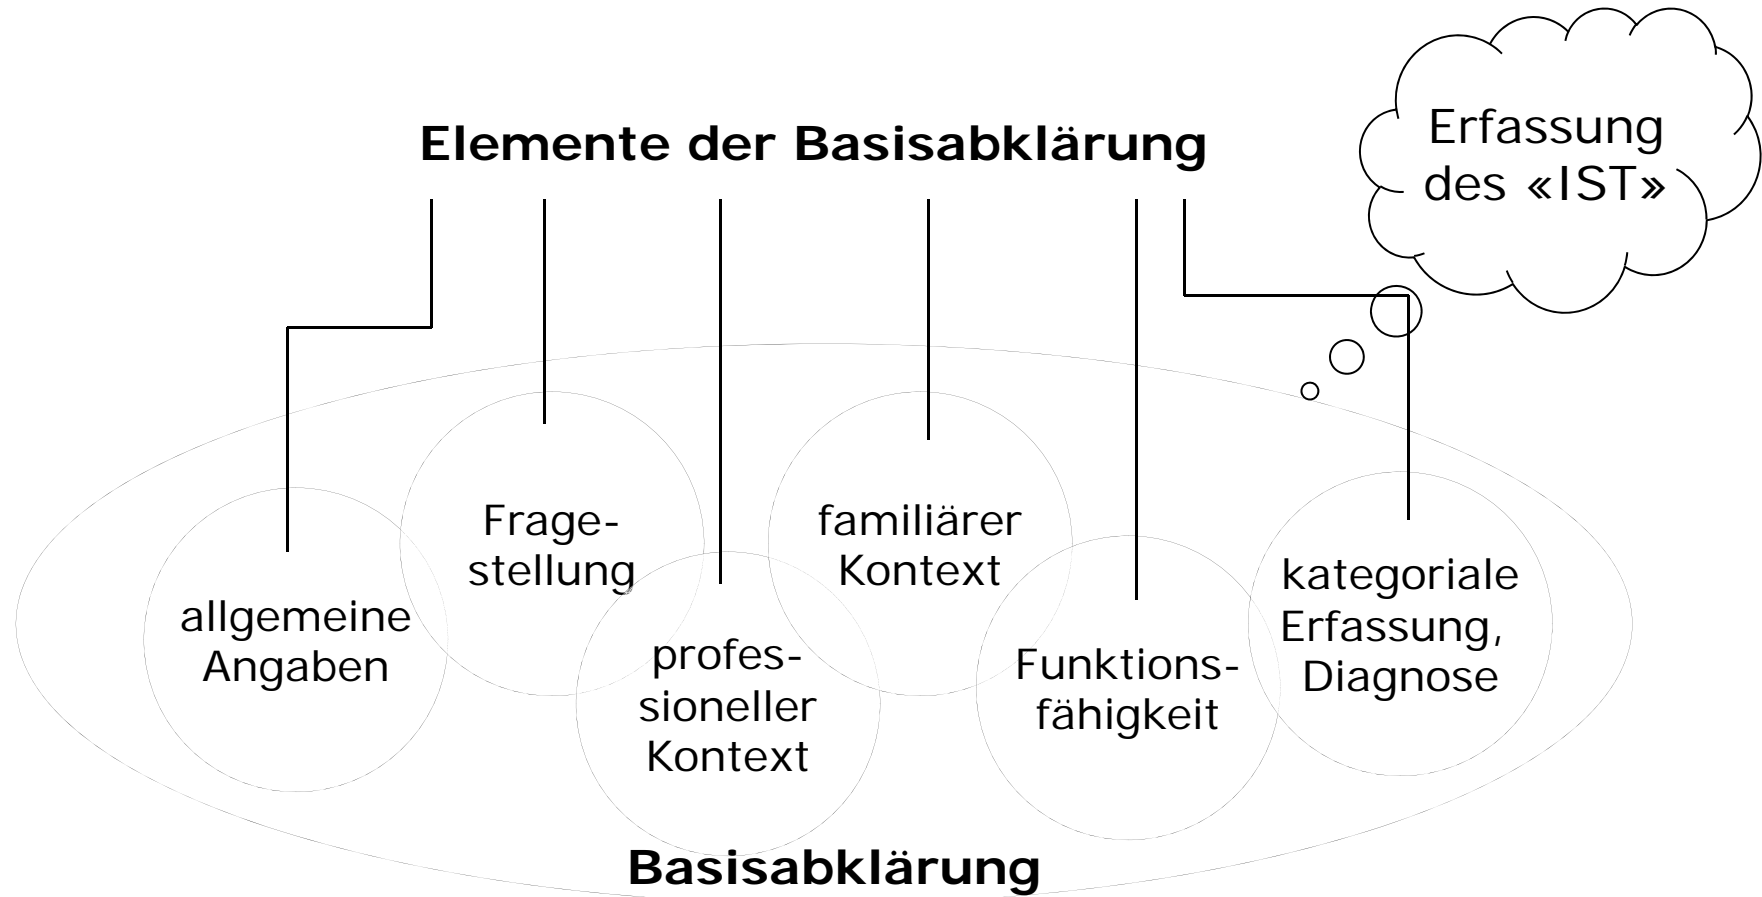 Elemente der Basisabklärung
Erfassung
des «IST»
allgemeine
Angaben
Frage-
stellung
profes-
sioneller
Kontext
familiärer
Kontext
Funktions-
fähigkeit
kategoriale
Erfassung,
Diagnose
Basisabklärung